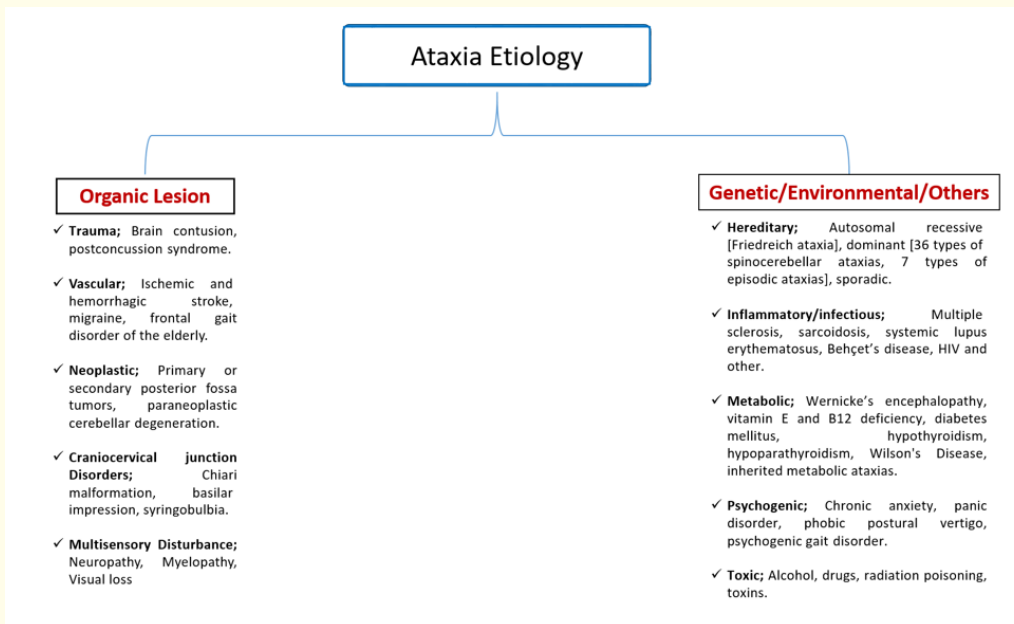 Ataxia Etiology
Organic Lesion
✓ Trauma; Brain contusion,
postconcussion syndrome.
✓ Vascular; Ischemic and
hemorrhagic stroke,
migraine, frontal gait
disorder of the elderly.
✓ Neoplastic; Primary or
secondary posterior fossa
tumors, paraneoplastic
cerebellar degeneration.
✓ Craniocervical junction
Disorders; Chiari
malformation, basilar
impression, syringobulbia.
✓ Multisensory Disturbance;
Neuropathy, Myelopathy,
Visual loss
Genetic/Environmental/Others
✓ Hereditary; Autosomal recessive
[Friedreich ataxia], dominant [36 types of
spinocerebellar ataxias, 7 types of
episodic ataxias], sporadic.
✓ Inflammatory/infectious; Multiple
sclerosis, sarcoidosis, systemic lupus
erythematosus, Behçet’s disease, HIV and
other.
✓ Metabolic; Wernicke’s encephalopathy,
vitamin E and B12 deficiency, diabetes
mellitus, hypothyroidism,
hypoparathyroidism, Wilson's Disease,
inherited metabolic ataxias.
✓ Psychogenic; Chronic anxiety, panic
disorder, phobic postural vertigo,
psychogenic gait disorder.
✓ Toxic; Alcohol, drugs, radiation poisoning,
toxins.